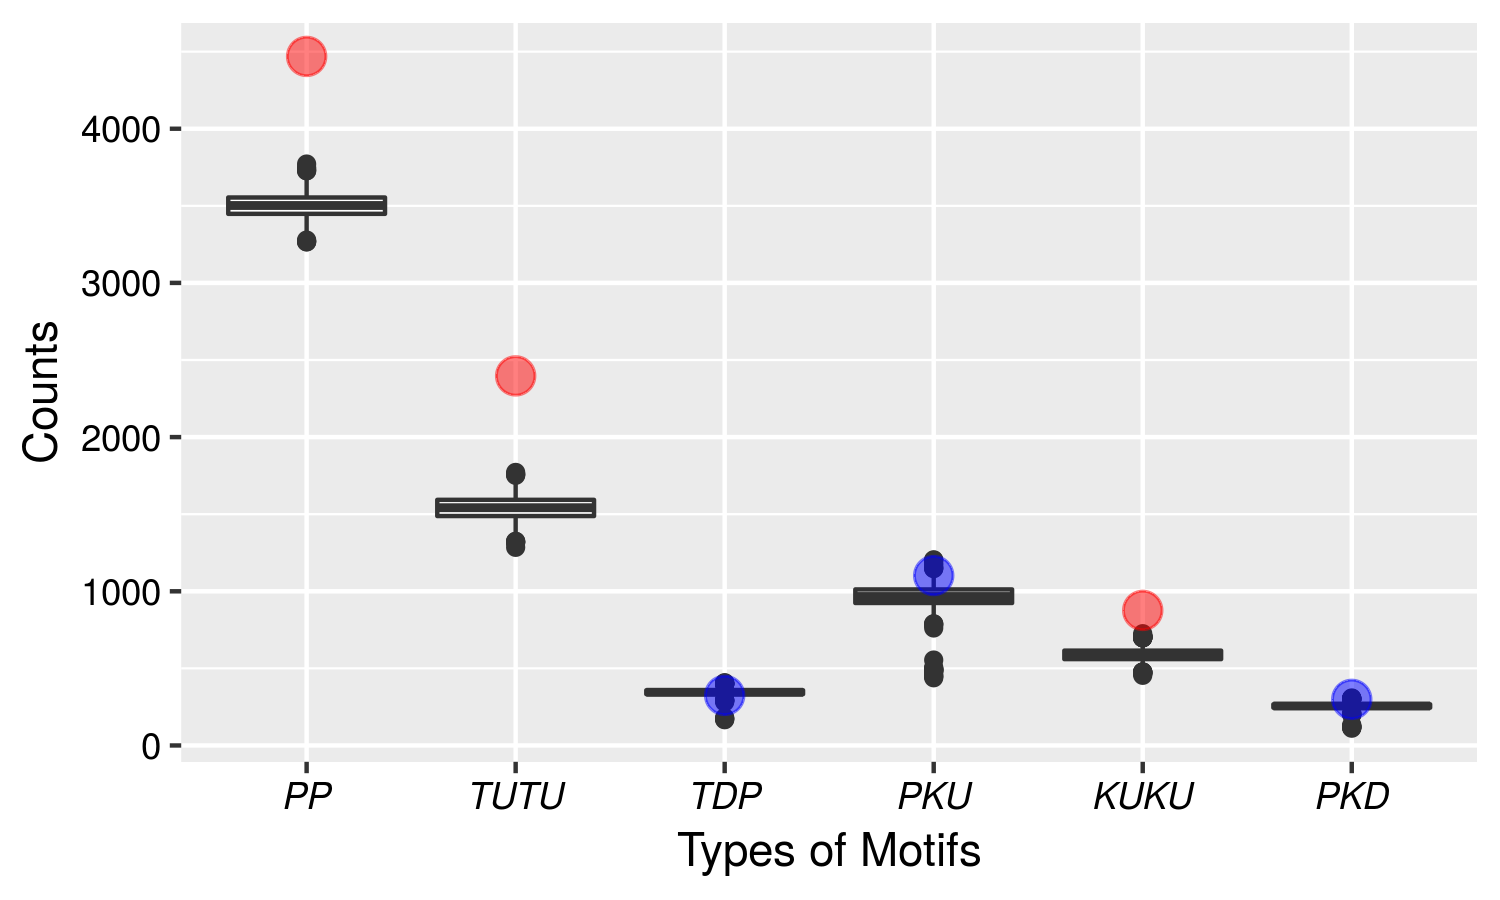 Counts
4000
3000
2000
1000
0
PP TUTU TDP PKU KUKU PKD
Types of Motifs